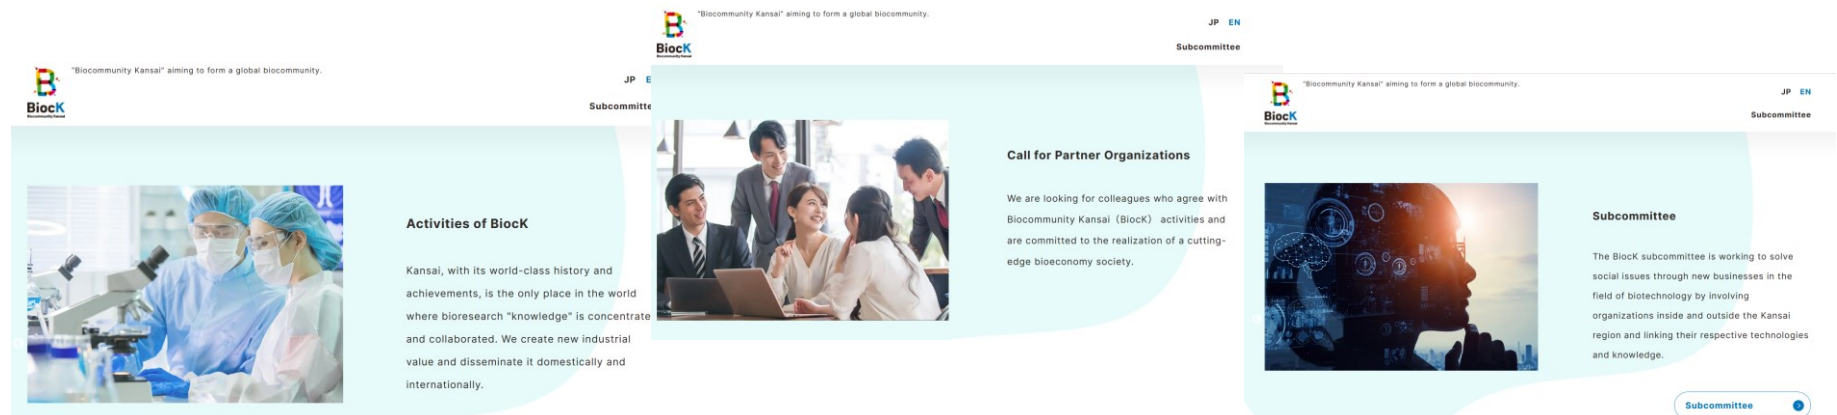 "Biocommunity Kansai" aiming to form a global biocommunity.
JP
BiocK
Biocommunity Kansai
Subcommitte
Activities of BiocK
Kansai, with its world-class history and
achievements, is the only place in the world
where bioresearch "knowledge" is concentrate
and collaborated. We create new industrial
value and disseminate it domestically and
internationally.
"Biocommunity Kansai" aiming to form a global biocommunity.
JP EN
BiocK
Biocommunity Kansai
Subcommittee
Call for Partner Organizations
We are looking for colleagues who agree with
Biocommunity Kansai（BiocK） activities and
are committed to the realization of a cutting-
edge bioeconomy society.
"Biocommunity Kansai" aiming to form a global biocommunity.
JP EN
BiocK
Biocommunity Kansai
Subcommittee
Subcommittee
The BiocK subcommittee is working to solve
social issues through new businesses in the
field of biotechnology by involving
organizations inside and outside the Kansai
region and linking their respective technologies
and knowledge.
Subcommittee